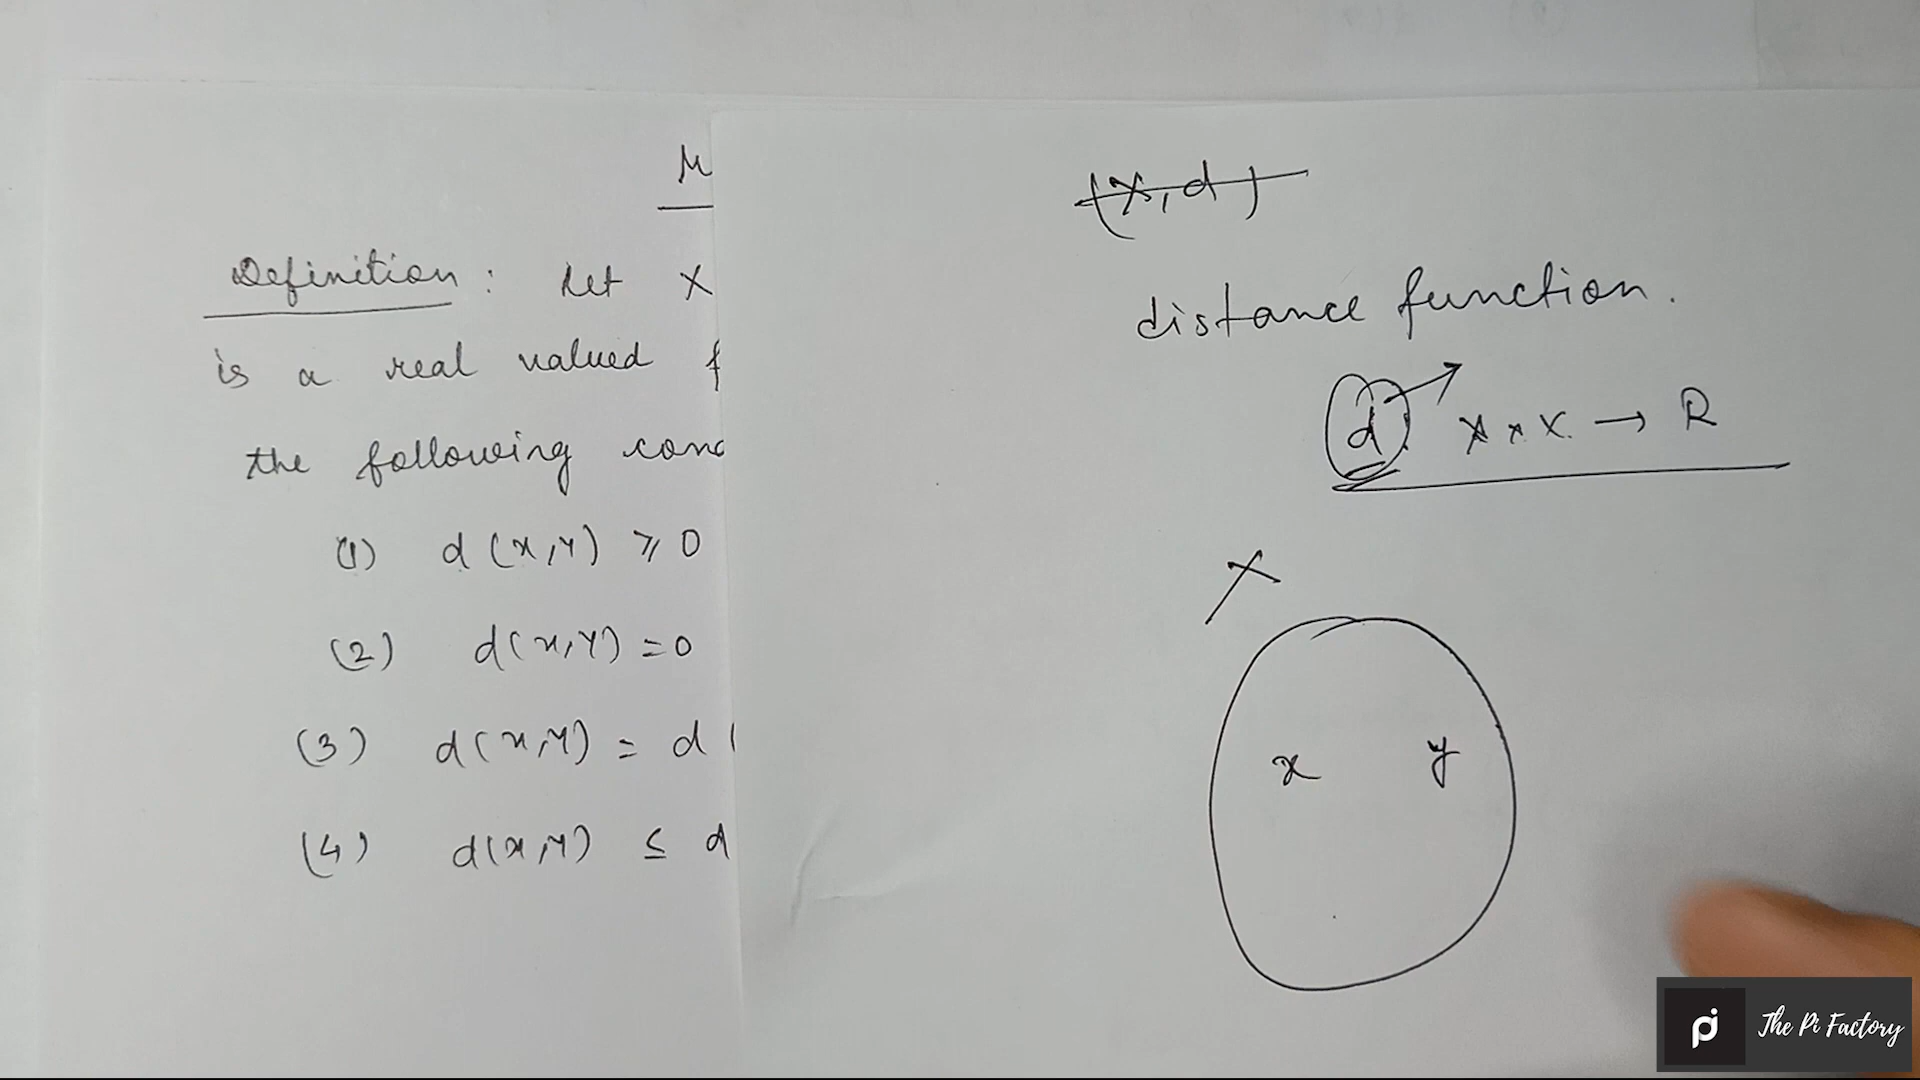 M
Definition : Let X
is a real valued f
the following cond
(1) d(x,y) ≥ 0
(2) d(x,y) = 0
(3) d(x,y) = d(
(4) d(x,y) ≤ d
(X, d)
distance function.
d X × X → R
X
x y
pi The Pi Factory